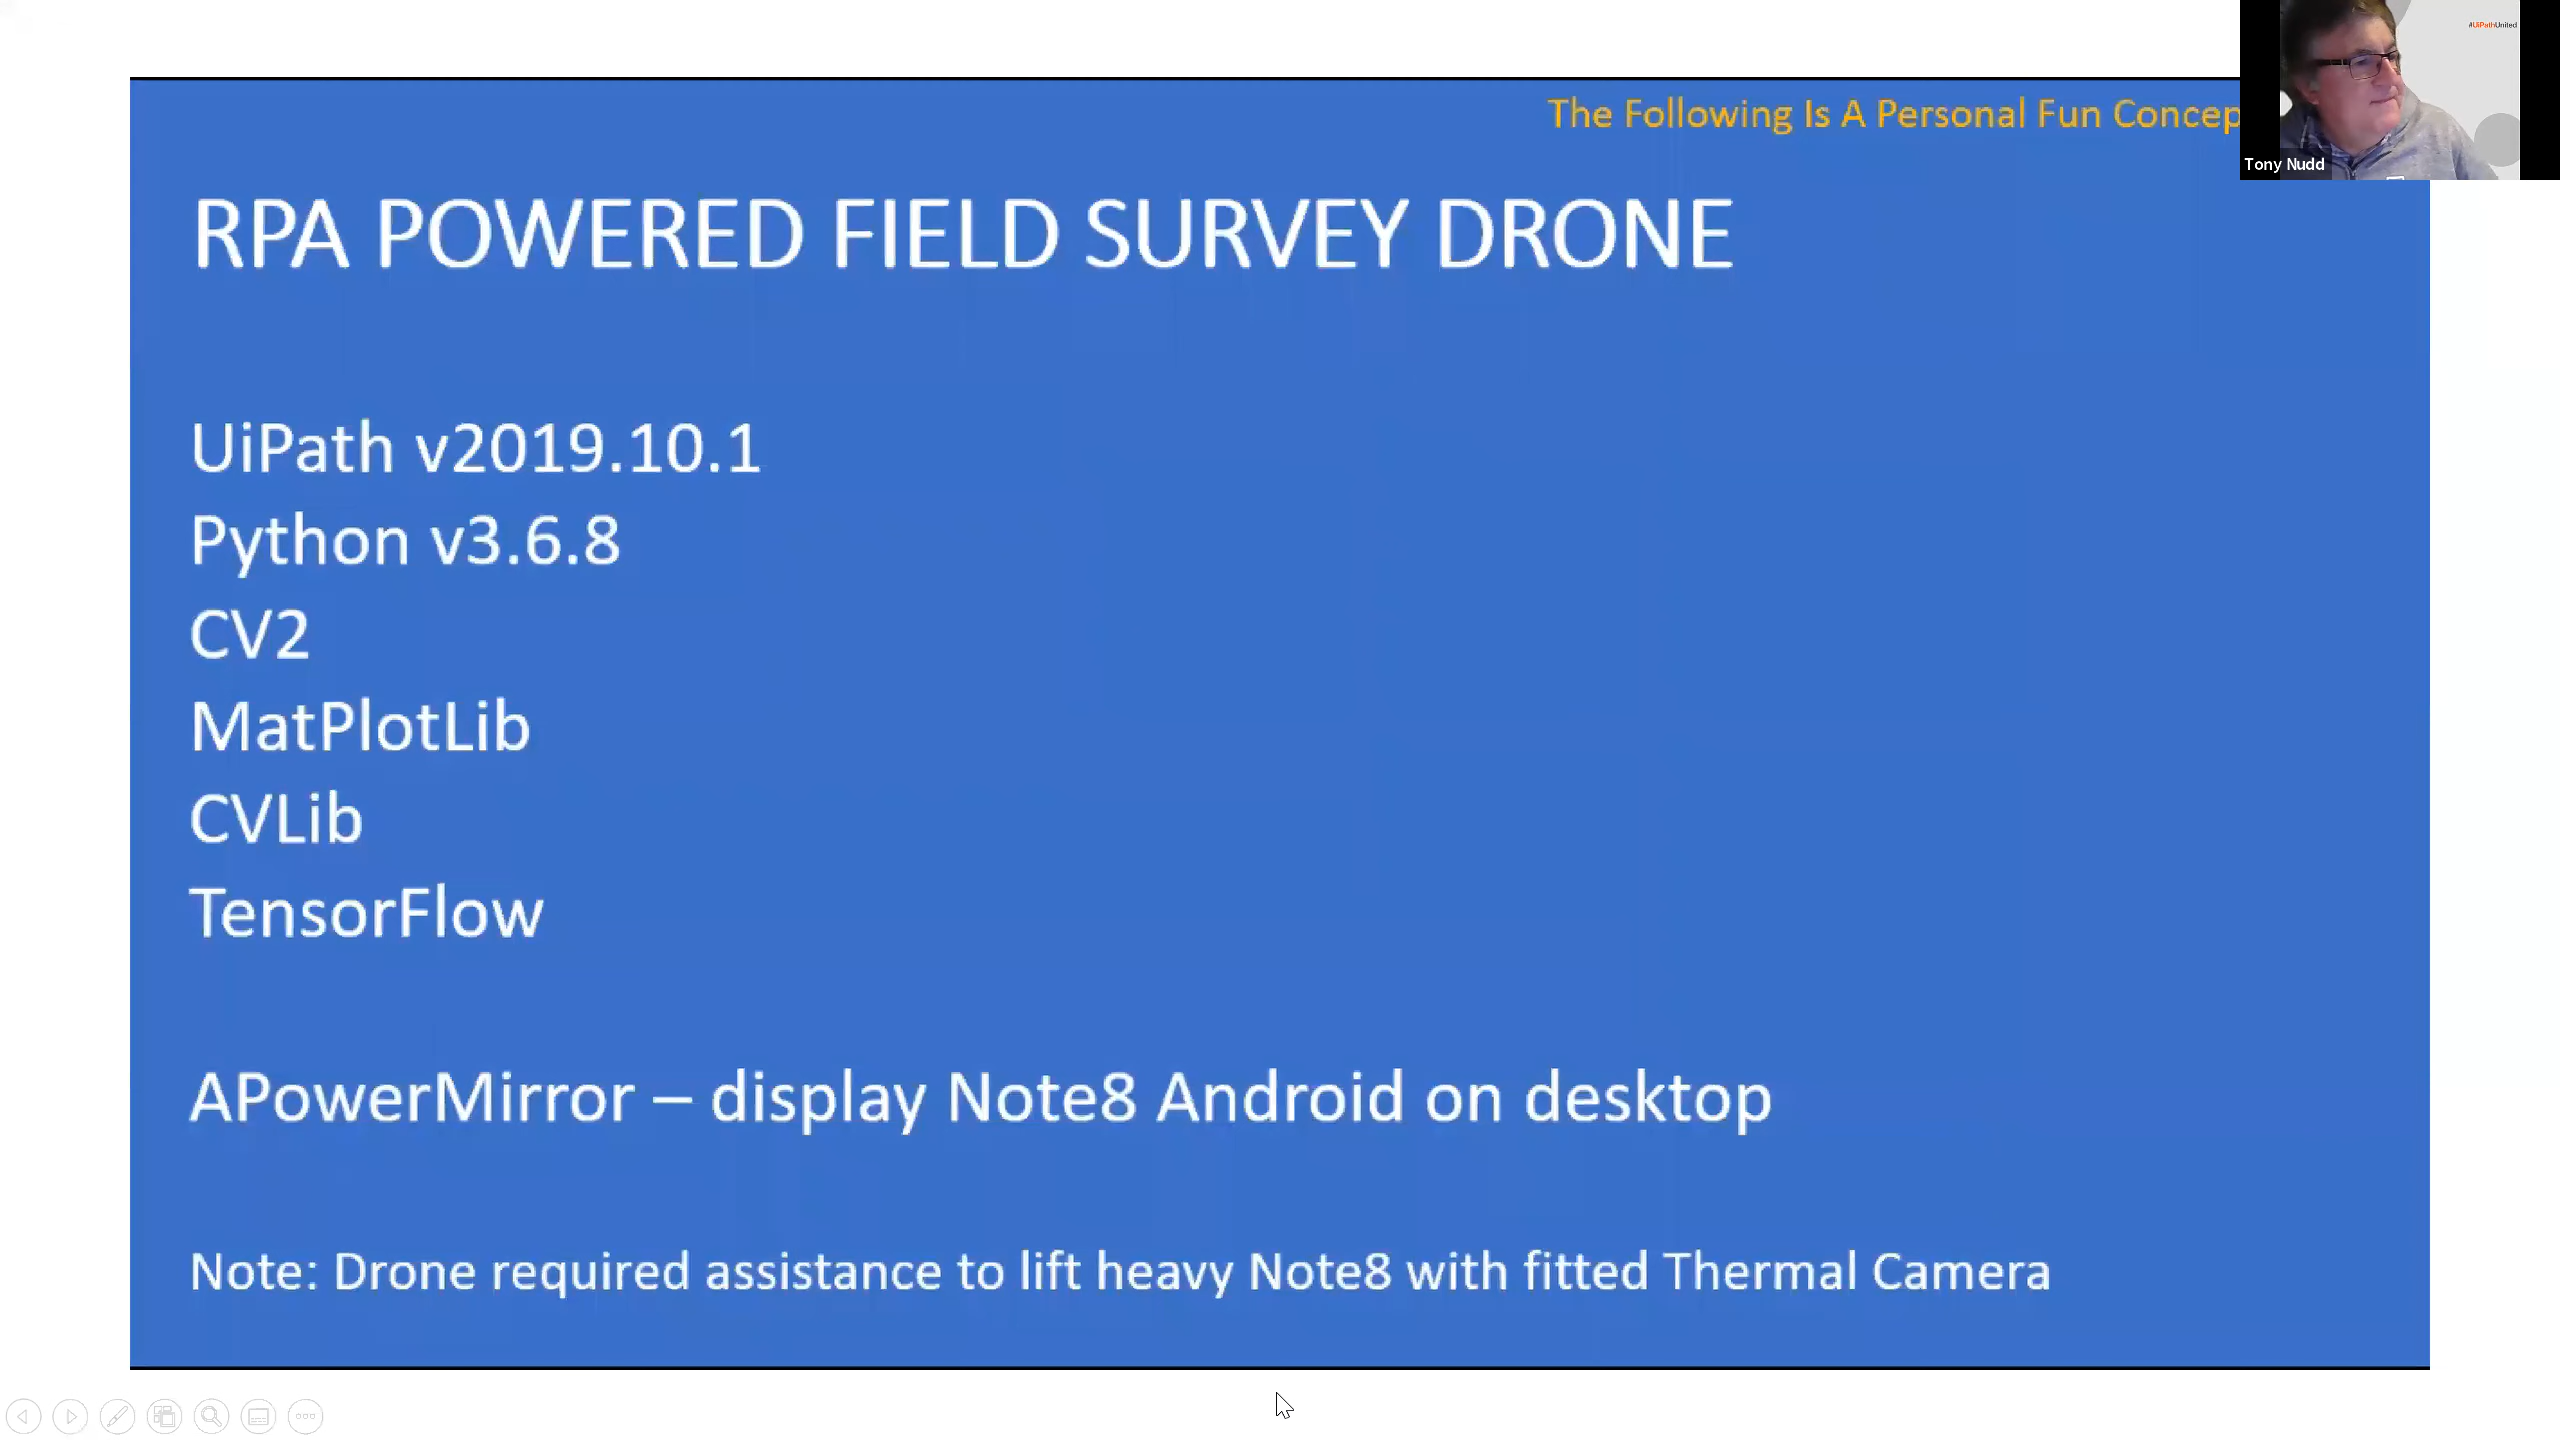 #UiPathUnited
The Following Is A Personal Fun Concep
Tony Nudd
RPA POWERED FIELD SURVEY DRONE
UiPath v2019.10.1
Python v3.6.8
CV2
MatPlotLib
CVLib
TensorFlow
APowerMirror – display Note8 Android on desktop
Note: Drone required assistance to lift heavy Note8 with fitted Thermal Camera